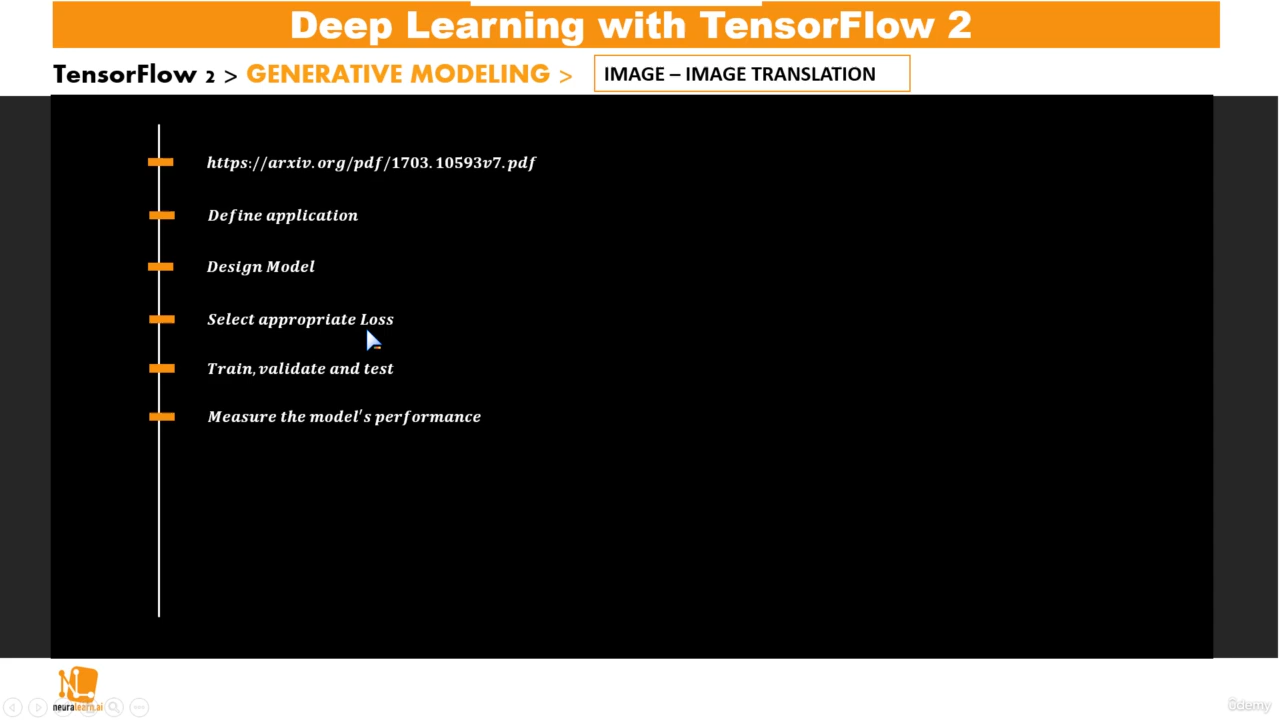 Deep Learning with TensorFlow 2
TensorFlow 2 > GENERATIVE MODELING > IMAGE – IMAGE TRANSLATION
https://arxiv.org/pdf/1703.10593v7.pdf
Define application
Design Model
Select appropriate Loss
Train, validate and test
Measure the model's performance
neuralearn.ai
ûdemy